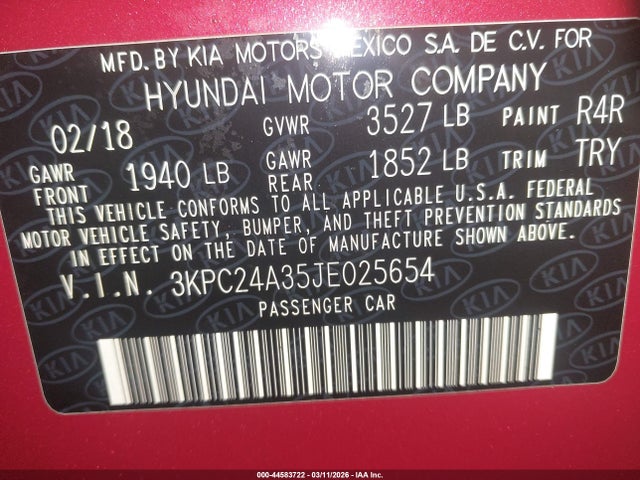 MFD. BY KIA MOTORS MEXICO S.A. DE C.V. FOR
HYUNDAI MOTOR COMPANY
02/18 GVWR 3527 LB PAINT R4R
GAWR FRONT 1940 LB GAWR REAR 1852 LB TRIM TRY
THIS VEHICLE CONFORMS TO ALL APPLICABLE U.S.A. FEDERAL
MOTOR VEHICLE SAFETY, BUMPER, AND THEFT PREVENTION STANDARDS
IN EFFECT ON THE DATE OF MANUFACTURE SHOWN ABOVE.
V.I.N. 3KPC24A35JE025654
PASSENGER CAR
000-44583722 - 03/11/2026 - IAA Inc.